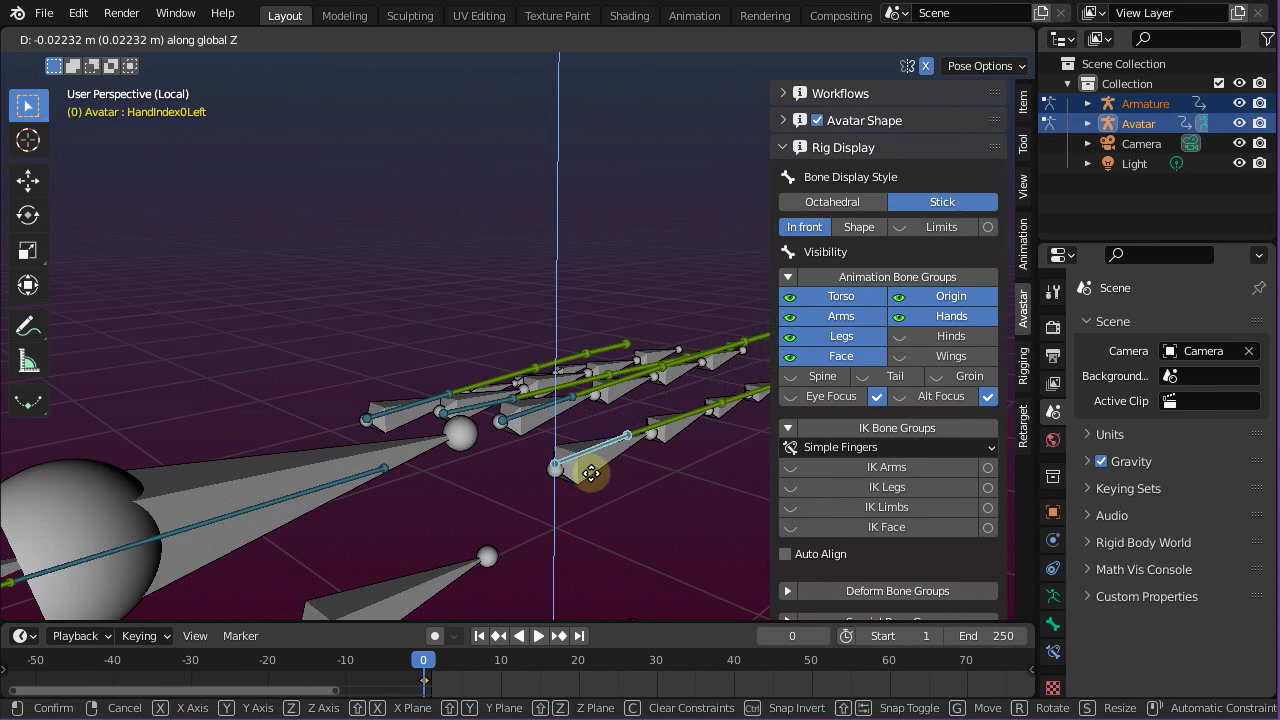 File Edit Render Window Help Layout Modeling Sculpting UV Editing Texture Paint Shading Animation Rendering Compositing Scene View Layer
D: -0.02232 m (0.02232 m) along global Z
X Pose Options
User Perspective (Local)
(0) Avatar : HandIndex0Left
Workflows
Avatar Shape
Rig Display
Bone Display Style
Octahedral Stick
In front Shape Limits
Visibility
Animation Bone Groups
Torso Origin
Arms Hands
Legs Hinds
Face Wings
Spine Tail Groin
Eye Focus Alt Focus
IK Bone Groups
Simple Fingers
IK Arms
IK Legs
IK Limbs
IK Face
Auto Align
Deform Bone Groups
Item
Tool
View
Animation
Avastar
Rigging
Retarget
Scene Collection
Collection
Armature
Avatar
Camera
Light
Scene
Scene
Camera Camera
Background...
Active Clip
Units
Gravity
Keying Sets
Audio
Rigid Body World
Math Vis Console
Custom Properties
Playback Keying View Marker 0 Start 1 End 250
-50 -40 -30 -20 -10 0 10 20 30 40 50 60 70
Confirm Cancel X X Axis Y Y Axis Z Z Axis X X Plane Y Y Plane Z Z Plane C Clear Constraints Ctrl Snap Invert Snap Toggle G Move R Rotate S Resize Automatic Constraint